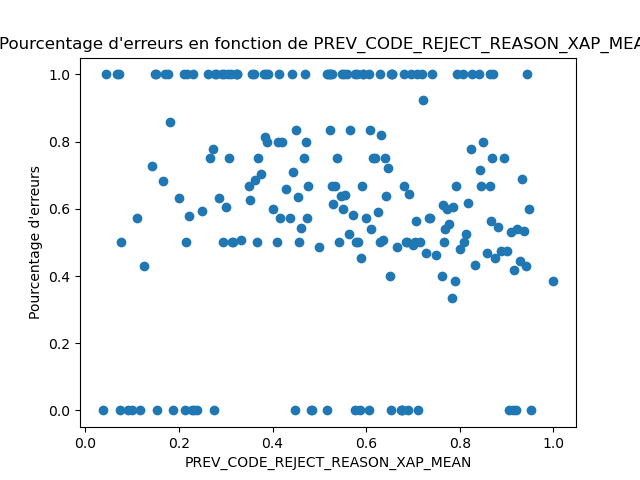 Pourcentage d'erreurs en fonction de PREV_CODE_REJECT_REASON_XAP_MEA
1.0
0.8
0.6
0.4
0.2
0.0
Pourcentage d'erreurs
0.0 0.2 0.4 0.6 0.8 1.0
PREV_CODE_REJECT_REASON_XAP_MEAN